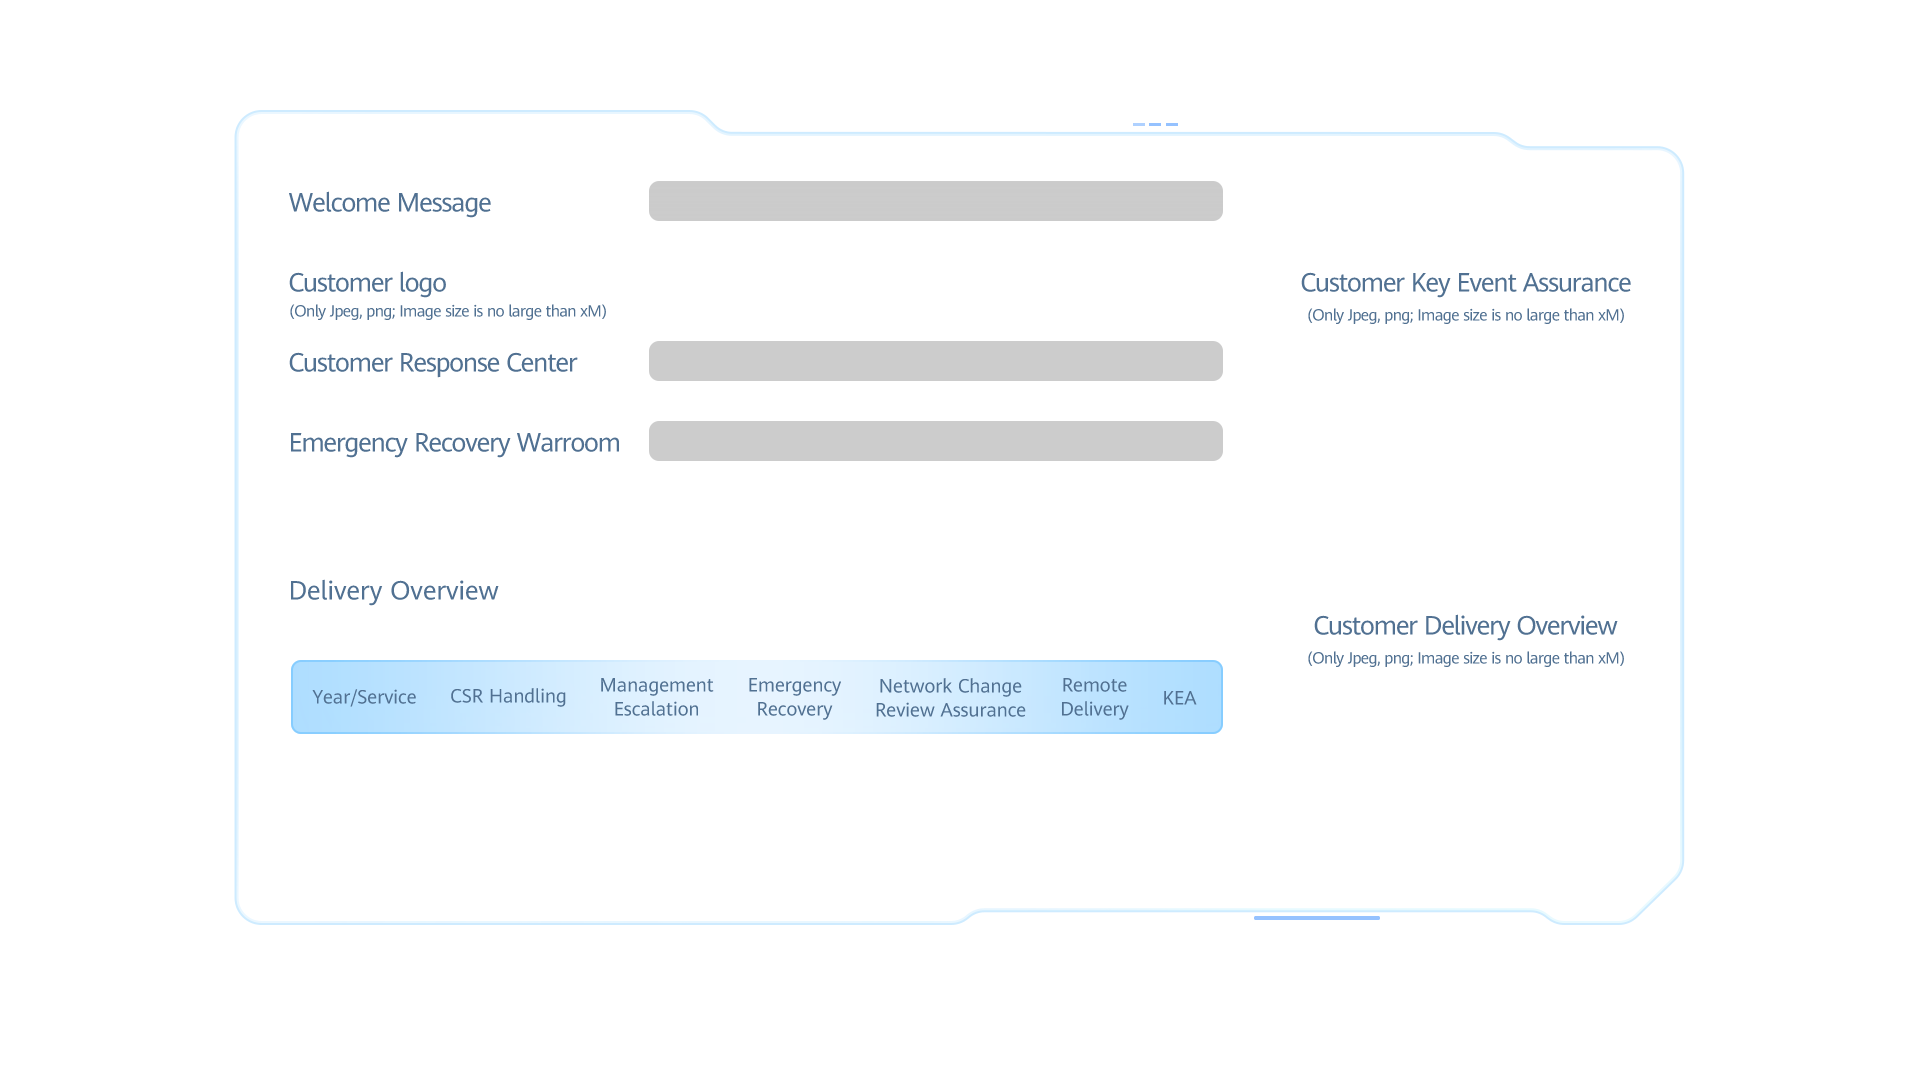 Welcome Message
Customer logo
(Only Jpeg, png; Image size is no large than xM)
Customer Response Center
Emergency Recovery Warroom
Customer Key Event Assurance
(Only Jpeg, png; Image size is no large than xM)
Delivery Overview
Year/Service
CSR Handling
Management
Escalation
Emergency
Recovery
Network Change
Review Assurance
Remote
Delivery
KEA
Customer Delivery Overview
(Only Jpeg, png; Image size is no large than xM)